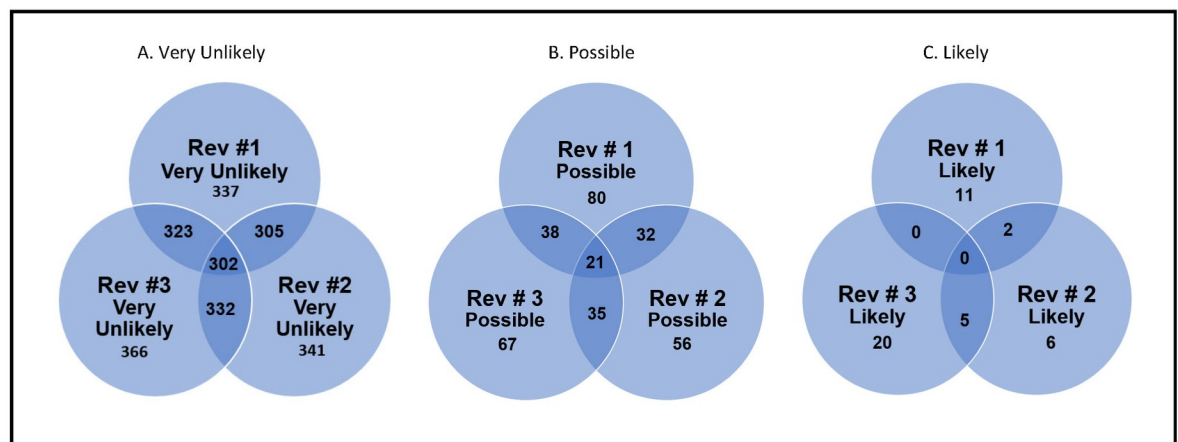 A. Very Unlikely
Rev #1
Very Unlikely
337
323
305
302
332
Rev #3
Very
Unlikely
366
Rev #2
Very
Unlikely
341
B. Possible
Rev # 1
Possible
80
38
32
21
35
Rev # 3
Possible
67
Rev # 2
Possible
56
C. Likely
Rev # 1
Likely
11
0
2
0
5
Rev # 3
Likely
20
Rev # 2
Likely
6